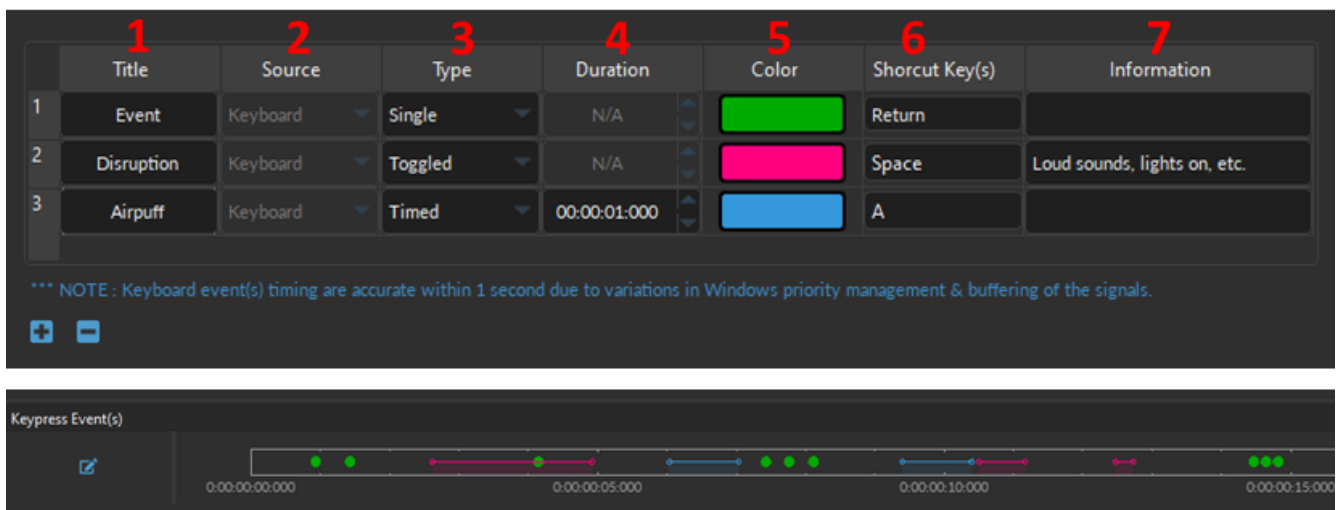 1 2 3 4 5 6 7
Title Source Type Duration Color Shorcut Key(s) Information
1 Event Keyboard Single N/A Return
2 Disruption Keyboard Toggled N/A Space Loud sounds, lights on, etc.
3 Airpuff Keyboard Timed 00:00:01:000 A
*** NOTE : Keyboard event(s) timing are accurate within 1 second due to variations in Windows priority management & buffering of the signals.
Keypress Event(s)
0:00:00:00:000 0:00:00:05:000 0:00:00:10:000 0:00:00:15:000